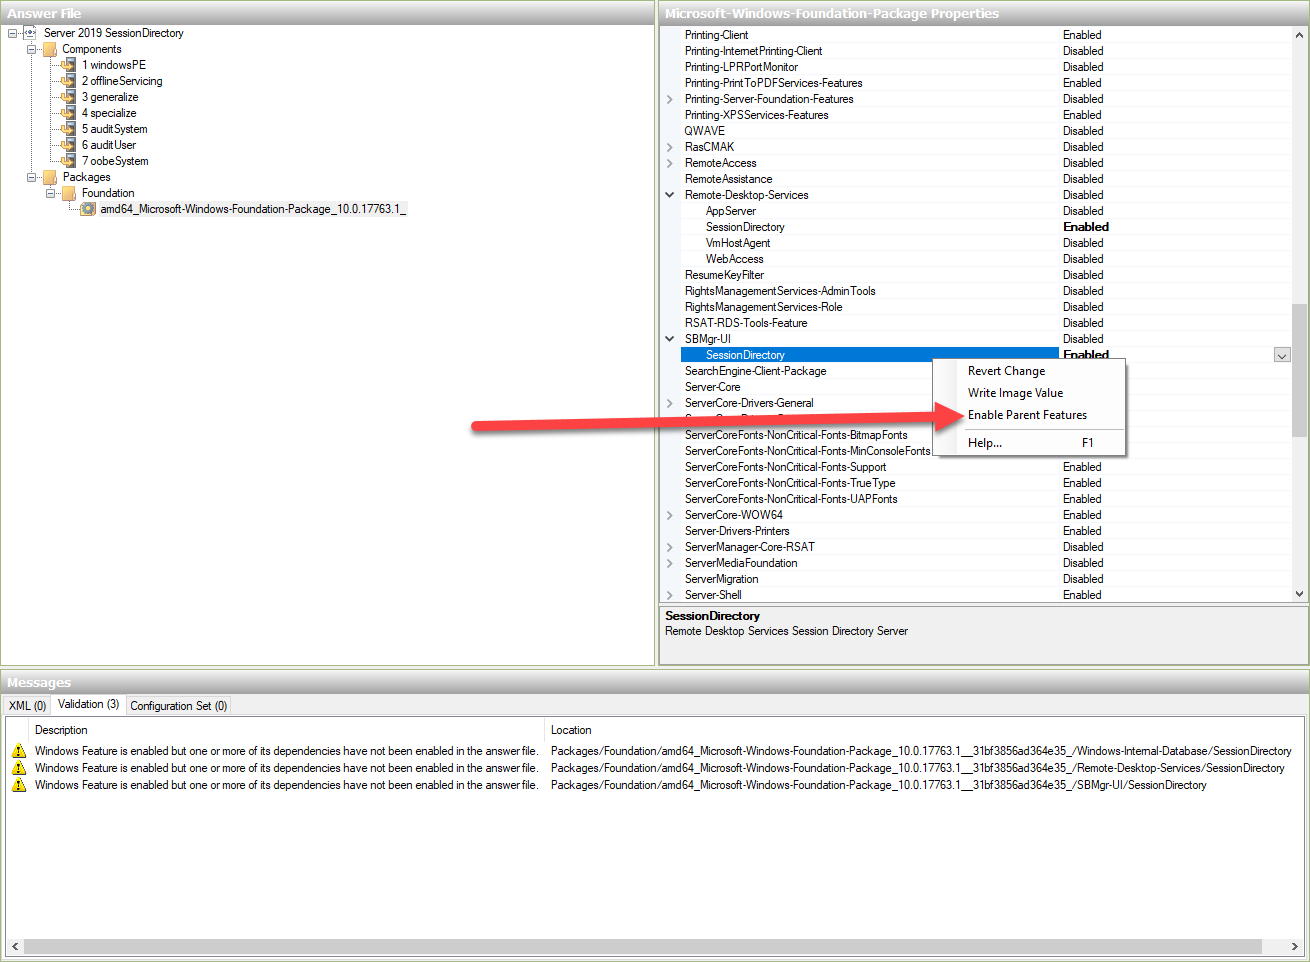 Answer File
Server 2019 SessionDirectory
Components
1 windowsPE
2 offlineServicing
3 generalize
4 specialize
5 auditSystem
6 auditUser
7 oobeSystem
Packages
Foundation
amd64_Microsoft-Windows-Foundation-Package_10.0.17763.1_
Microsoft-Windows-Foundation-Package Properties
Printing-Client Enabled
Printing-InternetPrinting-Client Disabled
Printing-LPRPortMonitor Disabled
Printing-PrintToPDFServices-Features Enabled
Printing-Server-Foundation-Features Disabled
Printing-XPSServices-Features Enabled
QWAVE Disabled
RasCMAK Disabled
RemoteAccess Disabled
RemoteAssistance Disabled
Remote-Desktop-Services Disabled
AppServer Disabled
SessionDirectory Enabled
VmHostAgent Disabled
WebAccess Disabled
ResumeKeyFilter Disabled
RightsManagementServices-AdminTools Disabled
RightsManagementServices-Role Disabled
RSAT-RDS-Tools-Feature Disabled
SBMgr-UI Disabled
SessionDirectory Enabled
SearchEngine-Client-Package
Server-Core
ServerCore-Drivers-General
ServerCoreFonts-NonCritical-Fonts-BitmapFonts
ServerCoreFonts-NonCritical-Fonts-MinConsoleFonts
ServerCoreFonts-NonCritical-Fonts-Support Enabled
ServerCoreFonts-NonCritical-Fonts-TrueType Enabled
ServerCoreFonts-NonCritical-Fonts-UAPFonts Enabled
ServerCore-WOW64 Enabled
Server-Drivers-Printers Enabled
ServerManager-Core-RSAT Disabled
ServerMediaFoundation Disabled
ServerMigration Disabled
Server-Shell Enabled
Revert Change
Write Image Value
Enable Parent Features
Help... F1
SessionDirectory
Remote Desktop Services Session Directory Server
Messages
XML (0) Validation (3) Configuration Set (0)
Description Location
Windows Feature is enabled but one or more of its dependencies have not been enabled in the answer file. Packages/Foundation/amd64_Microsoft-Windows-Foundation-Package_10.0.17763.1__31bf3856ad364e35_/Windows-Internal-Database/SessionDirectory
Windows Feature is enabled but one or more of its dependencies have not been enabled in the answer file. Packages/Foundation/amd64_Microsoft-Windows-Foundation-Package_10.0.17763.1__31bf3856ad364e35_/Remote-Desktop-Services/SessionDirectory
Windows Feature is enabled but one or more of its dependencies have not been enabled in the answer file. Packages/Foundation/amd64_Microsoft-Windows-Foundation-Package_10.0.17763.1__31bf3856ad364e35_/SBMgr-UI/SessionDirectory